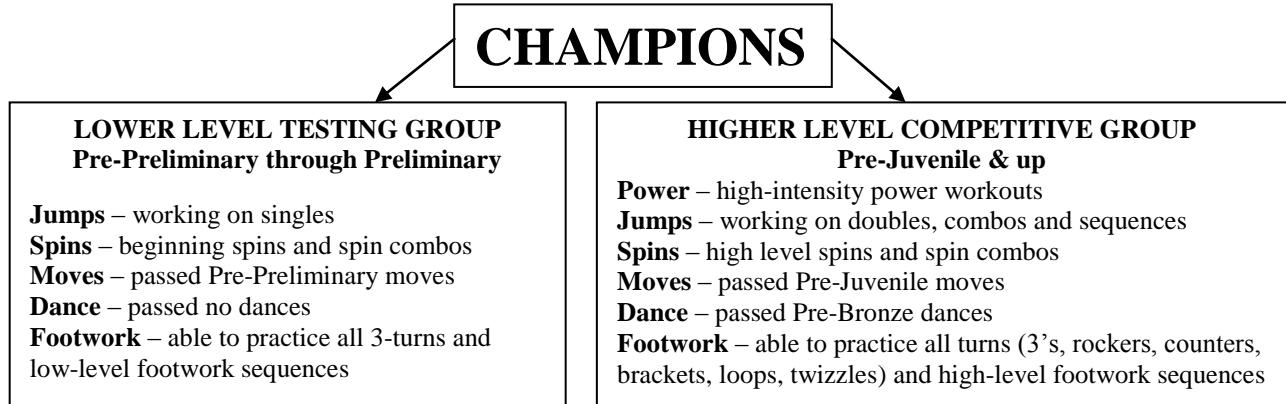 CHAMPIONS
LOWER LEVEL TESTING GROUP
Pre-Preliminary through Preliminary
Jumps – working on singles
Spins – beginning spins and spin combos
Moves – passed Pre-Preliminary moves
Dance – passed no dances
Footwork – able to practice all 3-turns and
low-level footwork sequences
HIGHER LEVEL COMPETITIVE GROUP
Pre-Juvenile & up
Power – high-intensity power workouts
Jumps – working on doubles, combos and sequences
Spins – high level spins and spin combos
Moves – passed Pre-Juvenile moves
Dance – passed Pre-Bronze dances
Footwork – able to practice all turns (3’s, rockers, counters,
brackets, loops, twizzles) and high-level footwork sequences